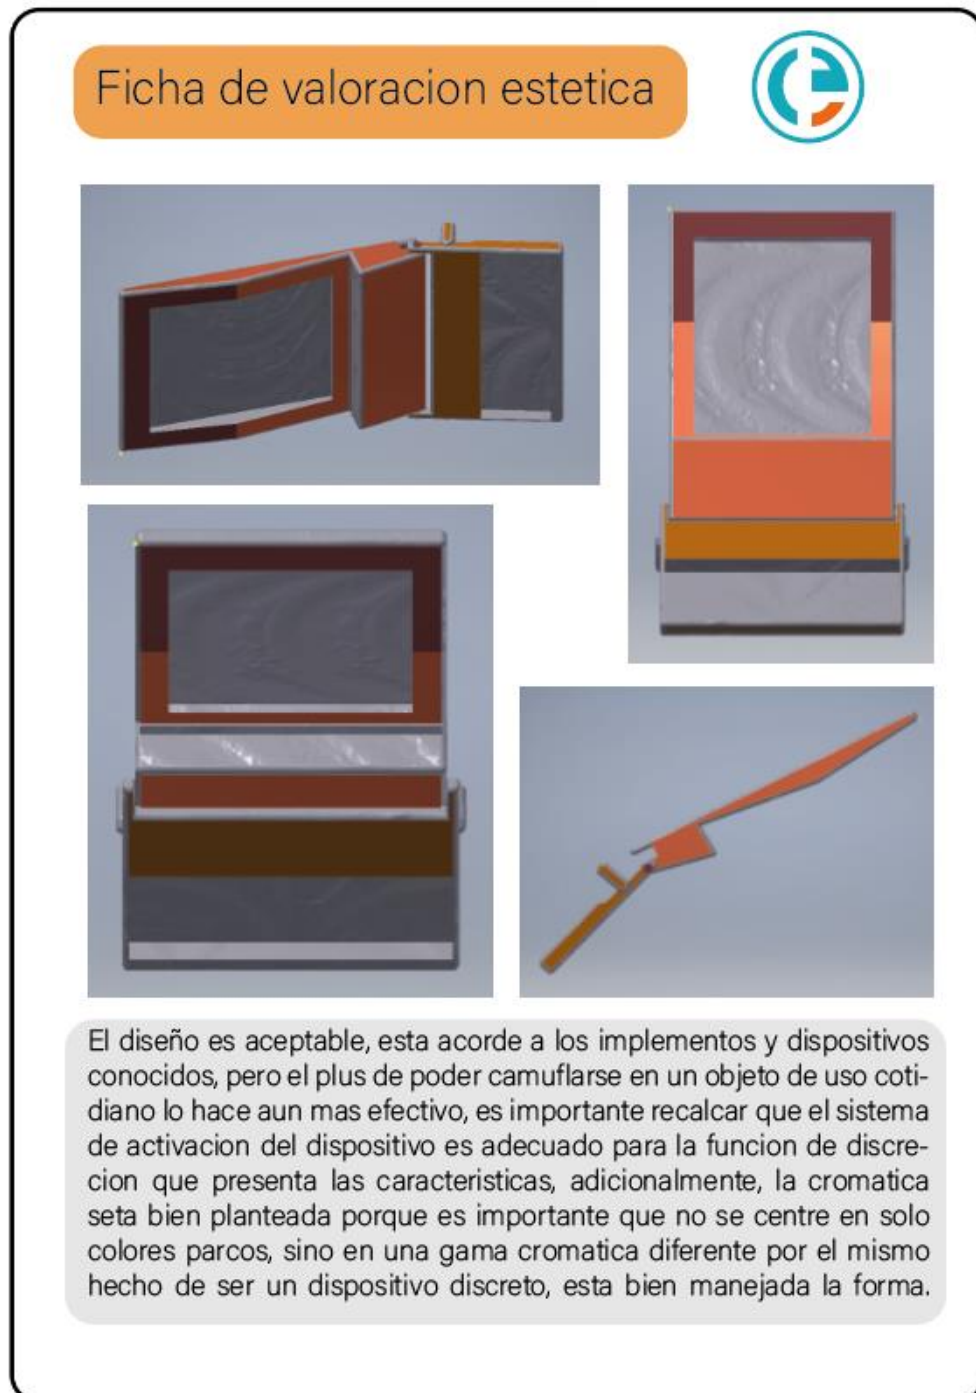 Ficha de valoracion estetica
El diseño es aceptable, esta acorde a los implementos y dispositivos
conocidos, pero el plus de poder camuflarse en un objeto de uso coti-
diano lo hace aun mas efectivo, es importante recalcar que el sistema
de activacion del dispositivo es adecuado para la funcion de discre-
cion que presenta las caracteristicas, adicionalmente, la cromatica
seta bien planteada porque es importante que no se centre en solo
colores parcos, sino en una gama cromatica diferente por el mismo
hecho de ser un dispositivo discreto, esta bien manejada la forma.